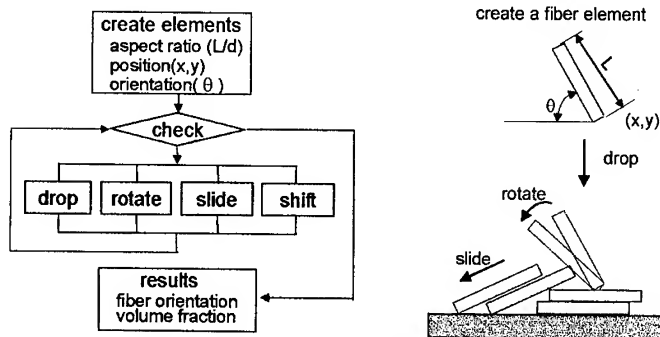 create elements
aspect ratio (L/d)
position(x,y)
orientation( θ )
check
drop
rotate
slide
shift
results
fiber orientation
volume fraction
create a fiber element
L
θ
(x,y)
drop
rotate
slide